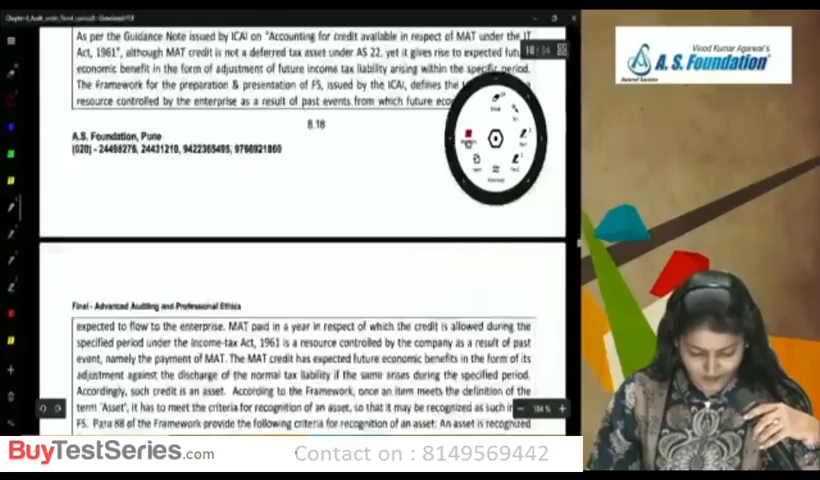 As per the Guidance Note issued by ICAI on "Accounting for credit available in respect of MAT under the IT
Act, 1961", although MAT credit is not a deferred tax asset under AS 22, yet it gives rise to expected
economic benefit in the form of adjustment of future income tax liability arising within the specific period.
The Framework for the preparation & presentation of FS, issued by the ICAI, defines the
resource controlled by the enterprise as a result of past events from which future
8.18
A.S. Foundation, Pune
(020) - 24498276, 24431210, 9422365495, 9766921860
Final - Advanced Auditing and Professional Ethics
expected to flow to the enterprise. MAT paid in a year in respect of which the credit is allowed during the
specified period under the Income-tax Act, 1961 is a resource controlled by the company as a result of past
event, namely the payment of MAT. The MAT credit has expected future economic benefits in the form of its
adjustment against the discharge of the normal tax liability if the same arises during the specified period.
Accordingly, such credit is an asset. According to the Framework, once an item meets the definition of the
term 'Asset', it has to meet the criteria for recognition of an asset, so that it may be recognized as such
FS. Para 88 of the Framework provide the following criteria for recognition of an asset: An asset is recognized
Vinod Kumar Agarwal's
A. S. Foundation®
BuyTestSeries.com
Contact on : 8149569442